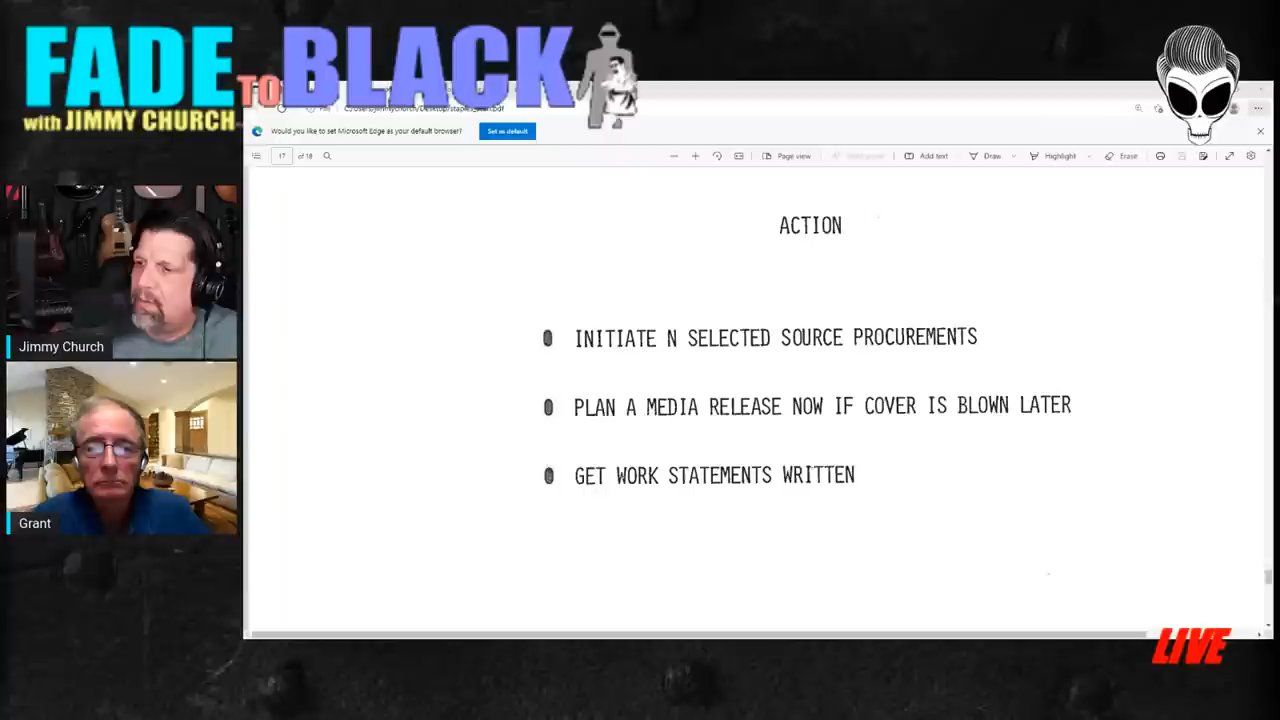 FADE TO BLACK
with JIMMY CHURCH
Would you like to set Microsoft Edge as your default browser?
Set as default
17 of 18
Page view
Add text
Draw
Highlight
Erase
ACTION
INITIATE N SELECTED SOURCE PROCUREMENTS
PLAN A MEDIA RELEASE NOW IF COVER IS BLOWN LATER
GET WORK STATEMENTS WRITTEN
Jimmy Church
Grant
LIVE